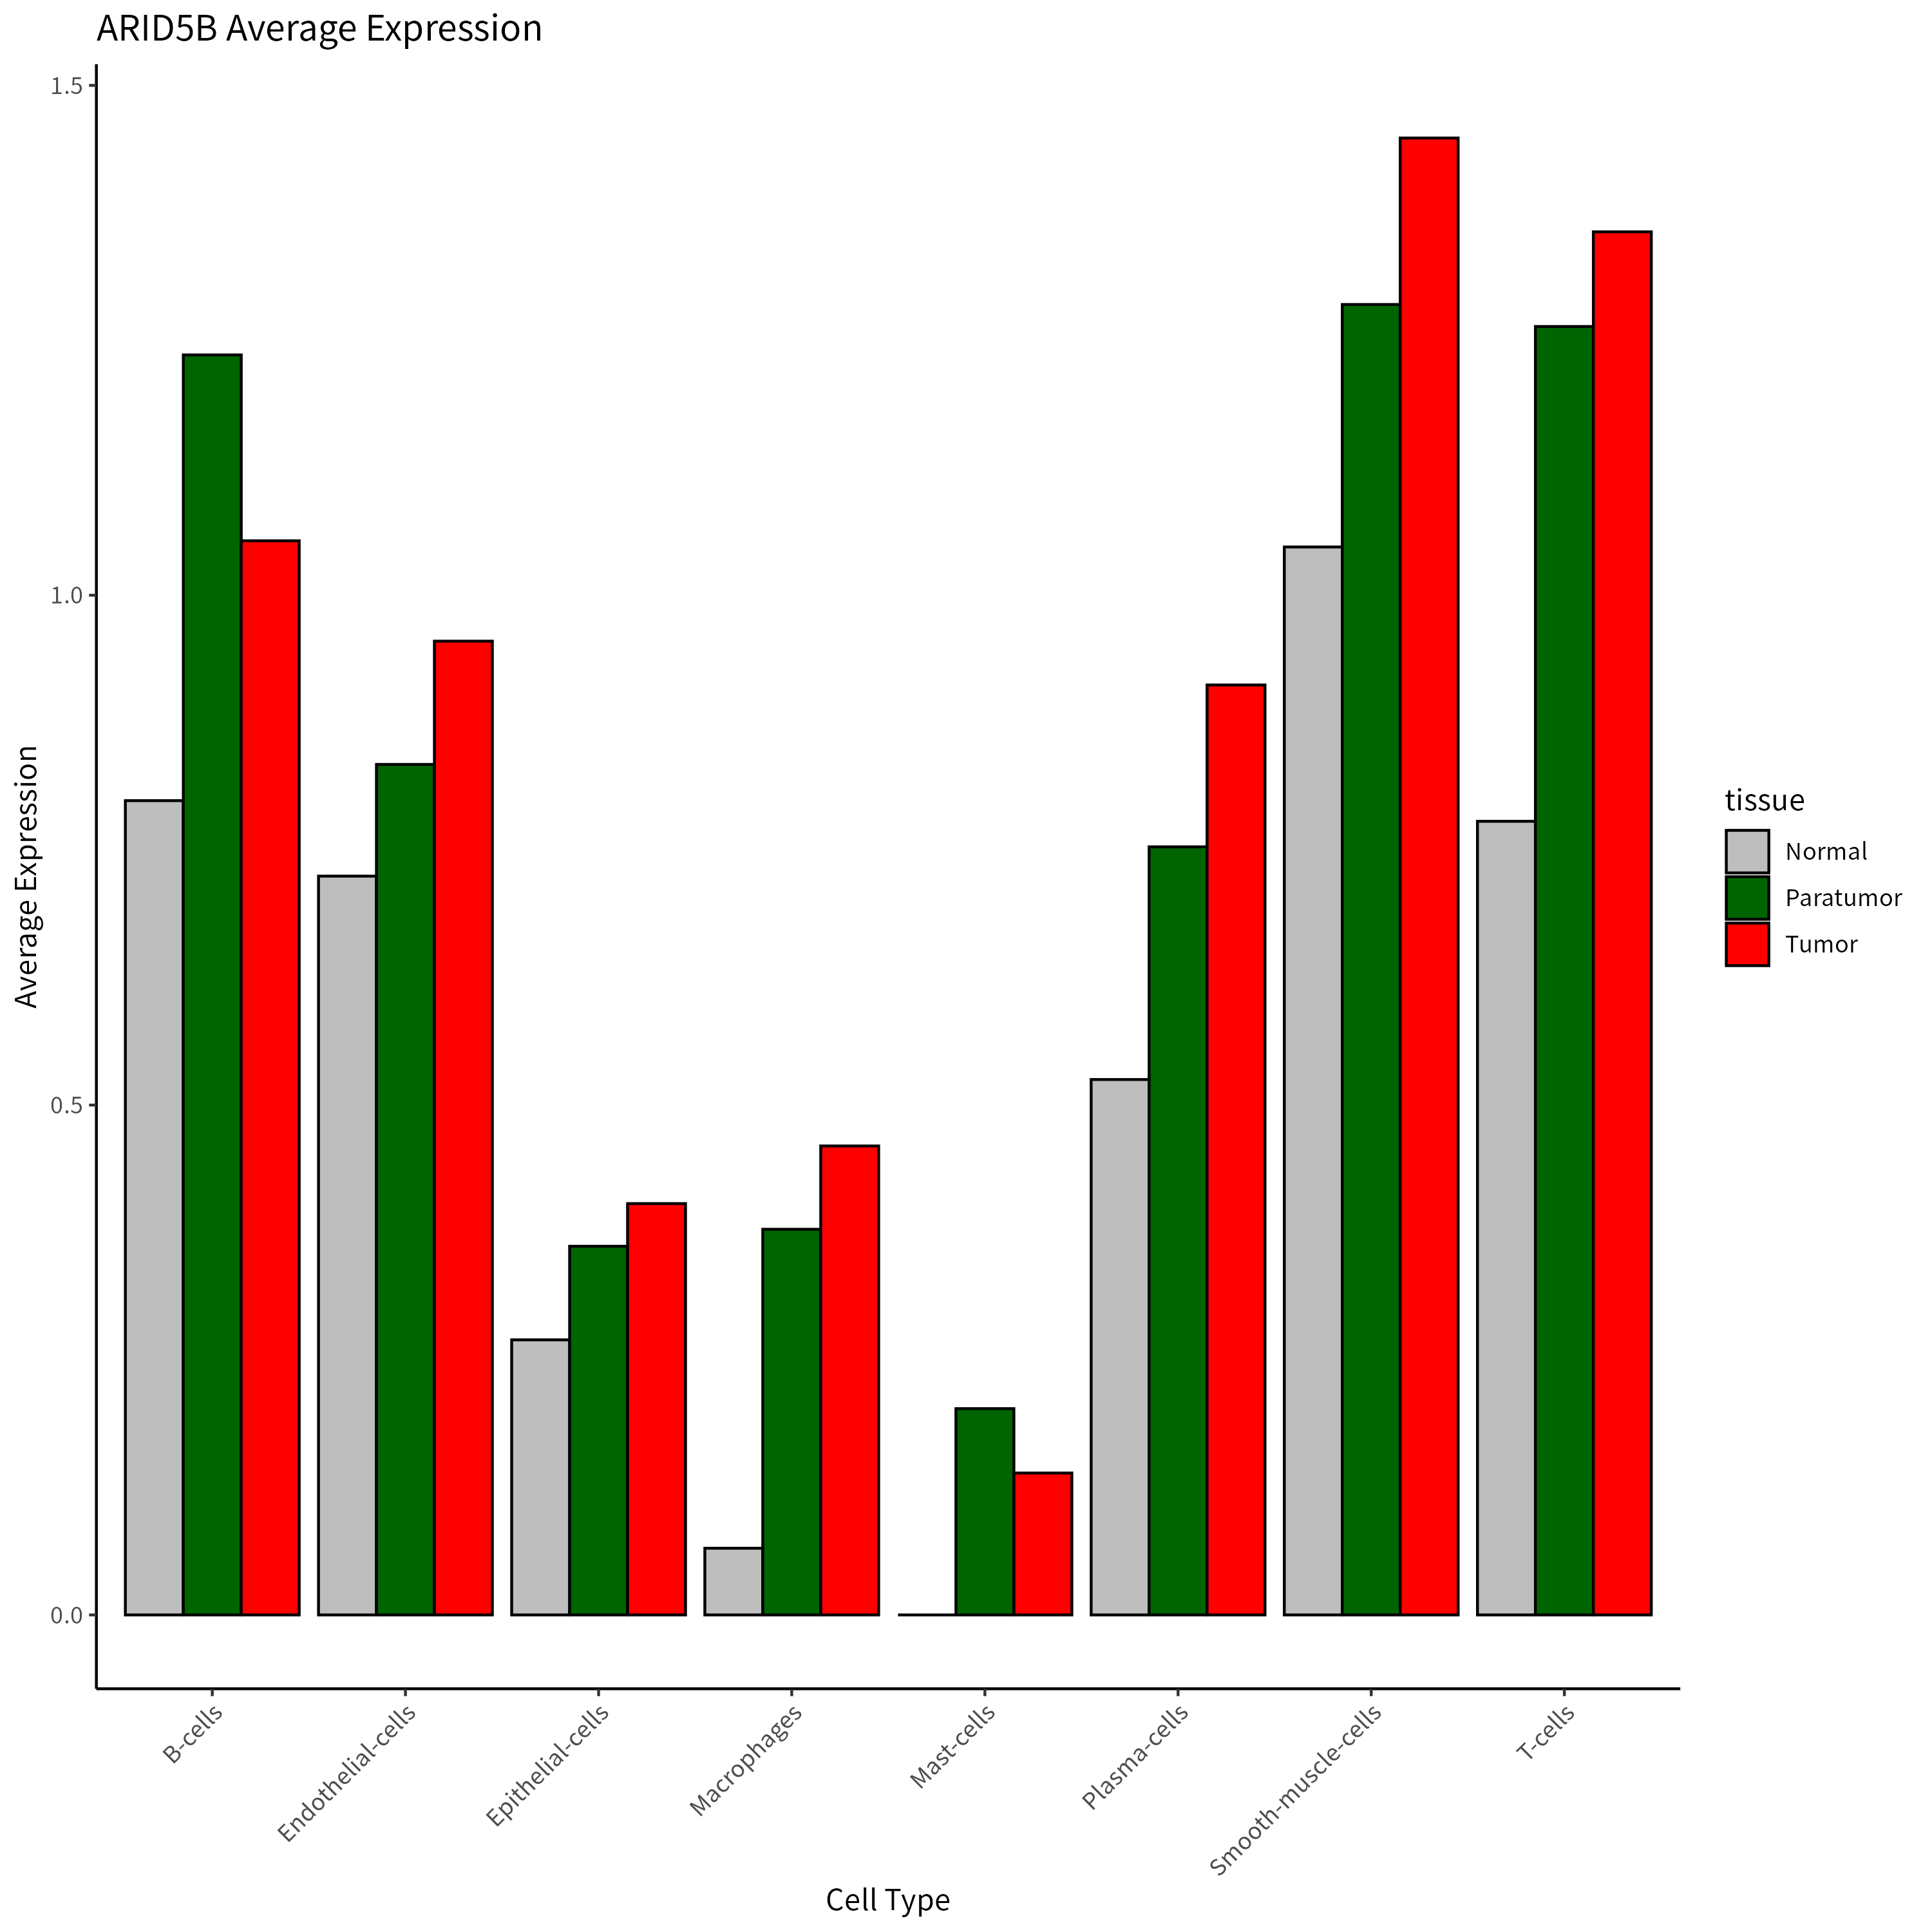 ARID5B Average Expression
1.5
1.0
0.5
0.0
Average Expression
B-cells
Endothelial-cells
Epithelial-cells
Macrophages
Mast-cells
Plasma-cells
Smooth-muscle-cells
T-cells
Cell Type
tissue
Normal
Paratumor
Tumor